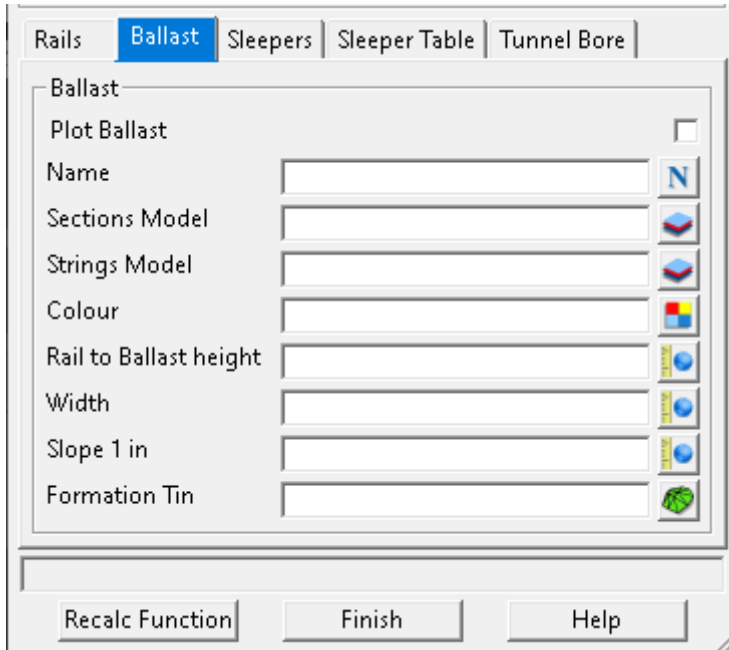 Rails Ballast Sleepers Sleeper Table Tunnel Bore
Ballast
Plot Ballast
Name N
Sections Model
Strings Model
Colour
Rail to Ballast height
Width
Slope 1 in
Formation Tin
Recalc Function Finish Help